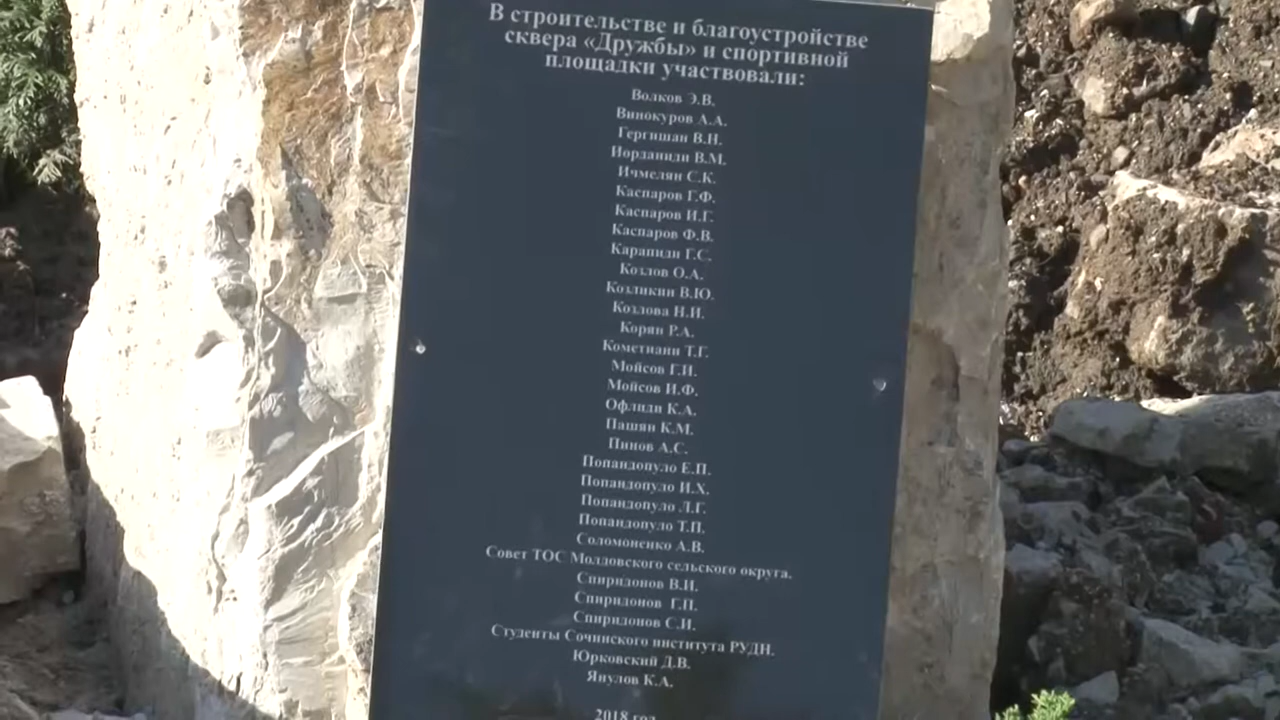 В строительстве и благоустройстве
сквера «Дружбы» и спортивной
площадки участвовали:
Волков Э.В.
Винокуров А.А.
Гергишан В.Н.
Иорданиди В.М.
Ичмелян С.К.
Каспаров Г.Ф.
Каспаров И.Г.
Каспаров Ф.В.
Карапиди Г.С.
Козлов О.А.
Козликин В.Ю.
Козлова Н.И.
Корян Р.А.
Кометиани Т.Г.
Мойсов Г.И.
Мойсов И.Ф.
Офлиди К.А.
Пашян К.М.
Пинов А.С.
Попандопуло Е.П.
Попандопуло И.Х.
Попандопуло Л.Г.
Попандопуло Т.П.
Соломоненко А.В.
Совет ТОС Молдовского сельского округа.
Спиридонов В.И.
Спиридонов Г.П.
Спиридонов С.И.
Студенты Сочинского института РУДН.
Юрковский Д.В.
Янулов К.А.
2018 год